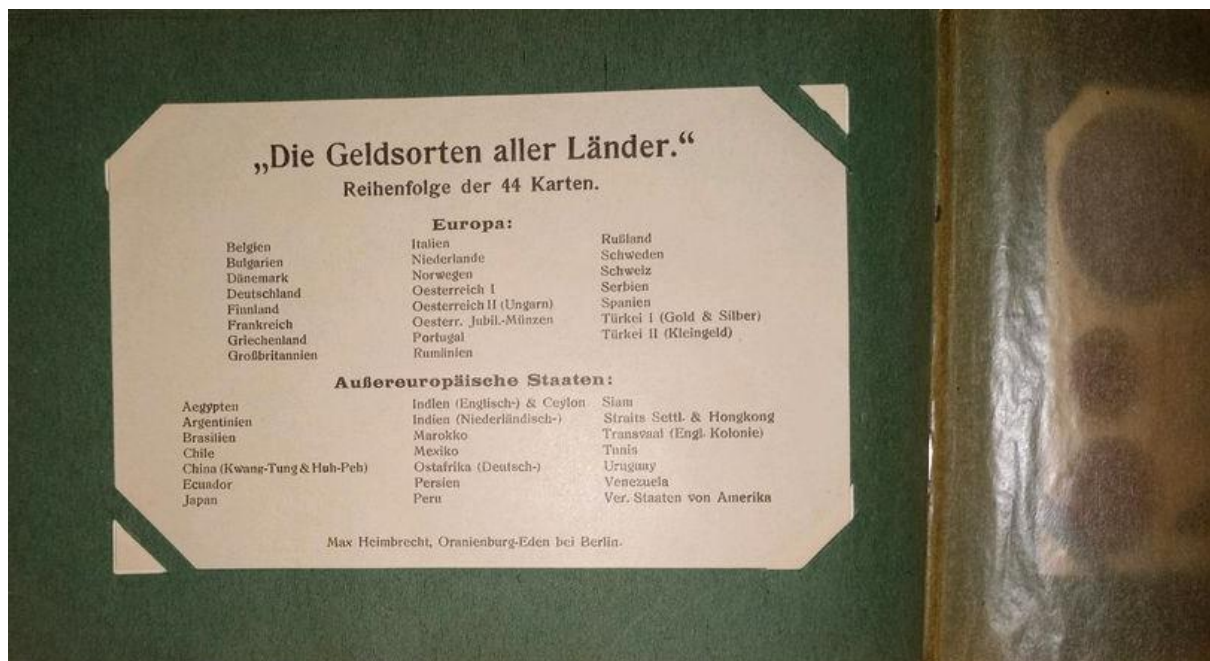 „Die Geldsorten aller Länder.“
Reihenfolge der 44 Karten.
Europa:
Belgien
Bulgarien
Dänemark
Deutschland
Finnland
Frankreich
Griechenland
Großbritannien
Italien
Niederlande
Norwegen
Oesterreich I
Oesterreich II (Ungarn)
Oesterr. Jubil.-Münzen
Portugal
Rumänien
Rußland
Schweden
Schweiz
Serbien
Spanien
Türkei I (Gold & Silber)
Türkei II (Kleingeld)
Außereuropäische Staaten:
Aegypten
Argentinien
Brasilien
Chile
China (Kwang-Tung & Huh-Peh)
Ecuador
Japan
Indien (Englisch-) & Ceylon
Indien (Niederländisch-)
Marokko
Mexiko
Ostafrika (Deutsch-)
Persien
Peru
Siam
Straits Settl. & Hongkong
Transvaal (Engl. Kolonie)
Tunis
Uruguay
Venezuela
Ver. Staaten von Amerika
Max Heimbrecht, Oranienburg-Eden bei Berlin.